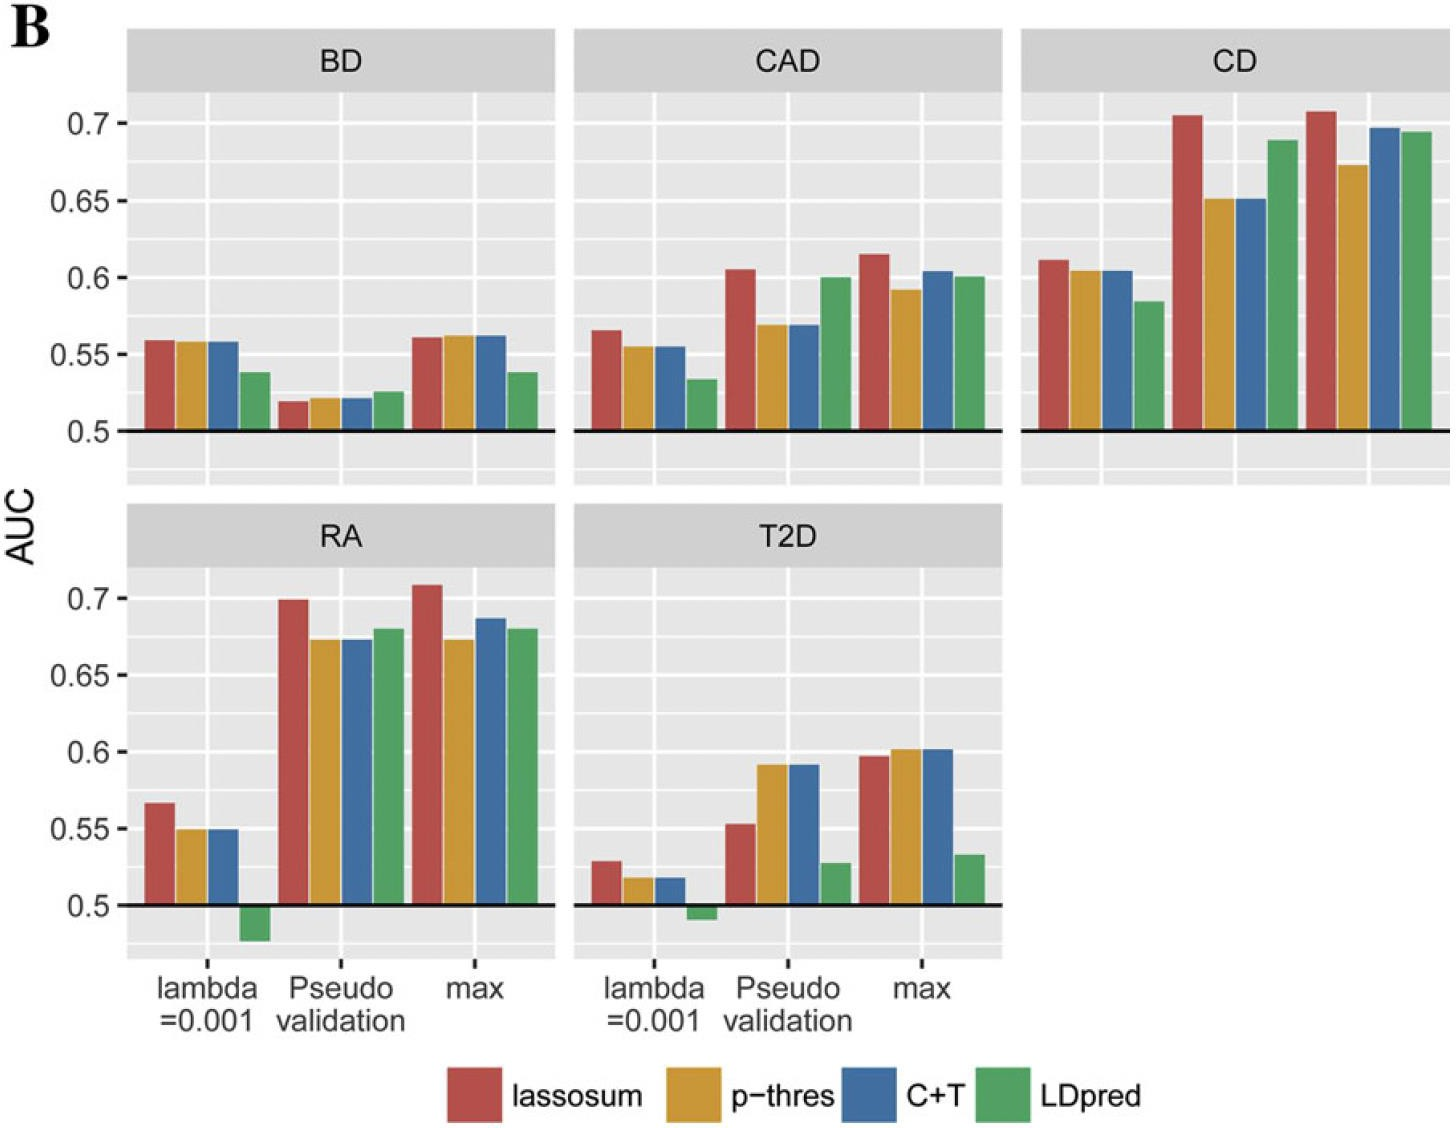 B
BD
CAD
CD
0.7
0.65
0.6
0.55
0.5
AUC
RA
T2D
0.7
0.65
0.6
0.55
0.5
lambda
=0.001
Pseudo
validation
max
lambda
=0.001
Pseudo
validation
max
lassosum
p−thres
C+T
LDpred